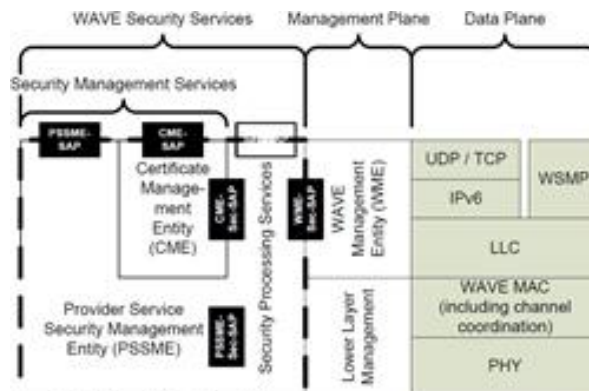 WAVE Security Services
Management Plane
Data Plane
Security Management Services
PSSME-
SAP
CME-
SAP
Certificate
Manage-
ment
Entity
(CME)
CME-
Sec-SAP
Provider Service
Security Management
Entity (PSSME)
PSSME-
Sec-SAP
Security Processing Services
WME-
Sec-SAP
WAVE
Management
Entity (WME)
Lower Layer
Management
UDP / TCP
WSMP
IPv6
LLC
WAVE MAC
(including channel
coordination)
PHY